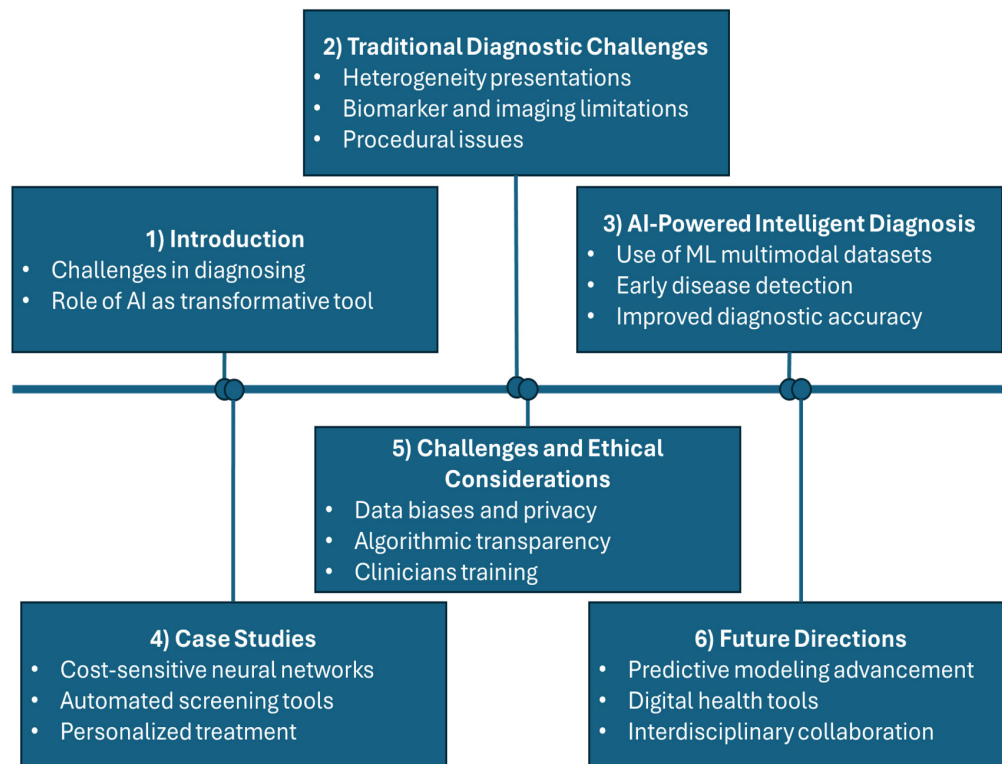 2) Traditional Diagnostic Challenges
• Heterogeneity presentations
• Biomarker and imaging limitations
• Procedural issues
1) Introduction
• Challenges in diagnosing
• Role of AI as transformative tool
3) AI-Powered Intelligent Diagnosis
• Use of ML multimodal datasets
• Early disease detection
• Improved diagnostic accuracy
5) Challenges and Ethical
Considerations
• Data biases and privacy
• Algorithmic transparency
• Clinicians training
4) Case Studies
• Cost-sensitive neural networks
• Automated screening tools
• Personalized treatment
6) Future Directions
• Predictive modeling advancement
• Digital health tools
• Interdisciplinary collaboration